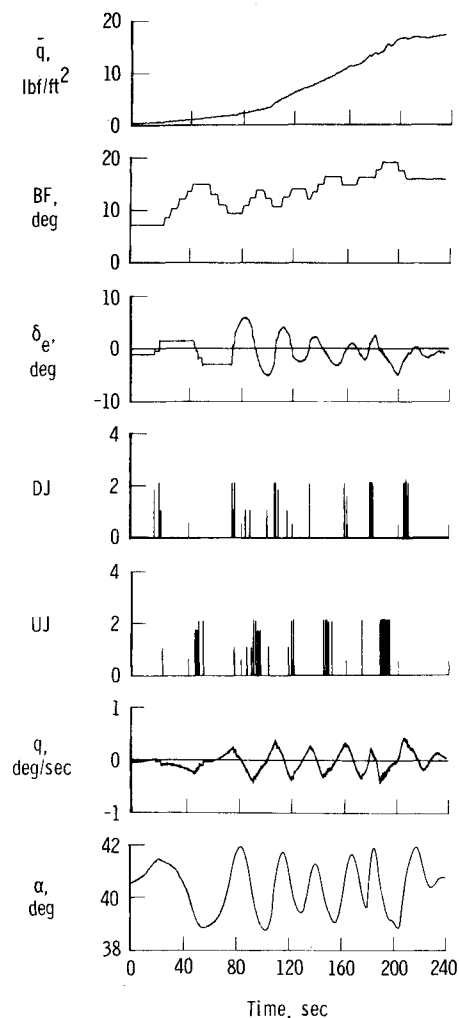 20
q̄,
10
lbf/ft²
0
20
BF,
10
deg
0
10
δe,
0
deg
-10
4
DJ
2
0
4
UJ
2
0
1
q,
0
deg/sec
-1
42
α,
40
deg
38
0 40 80 120 160 200 240
Time, sec